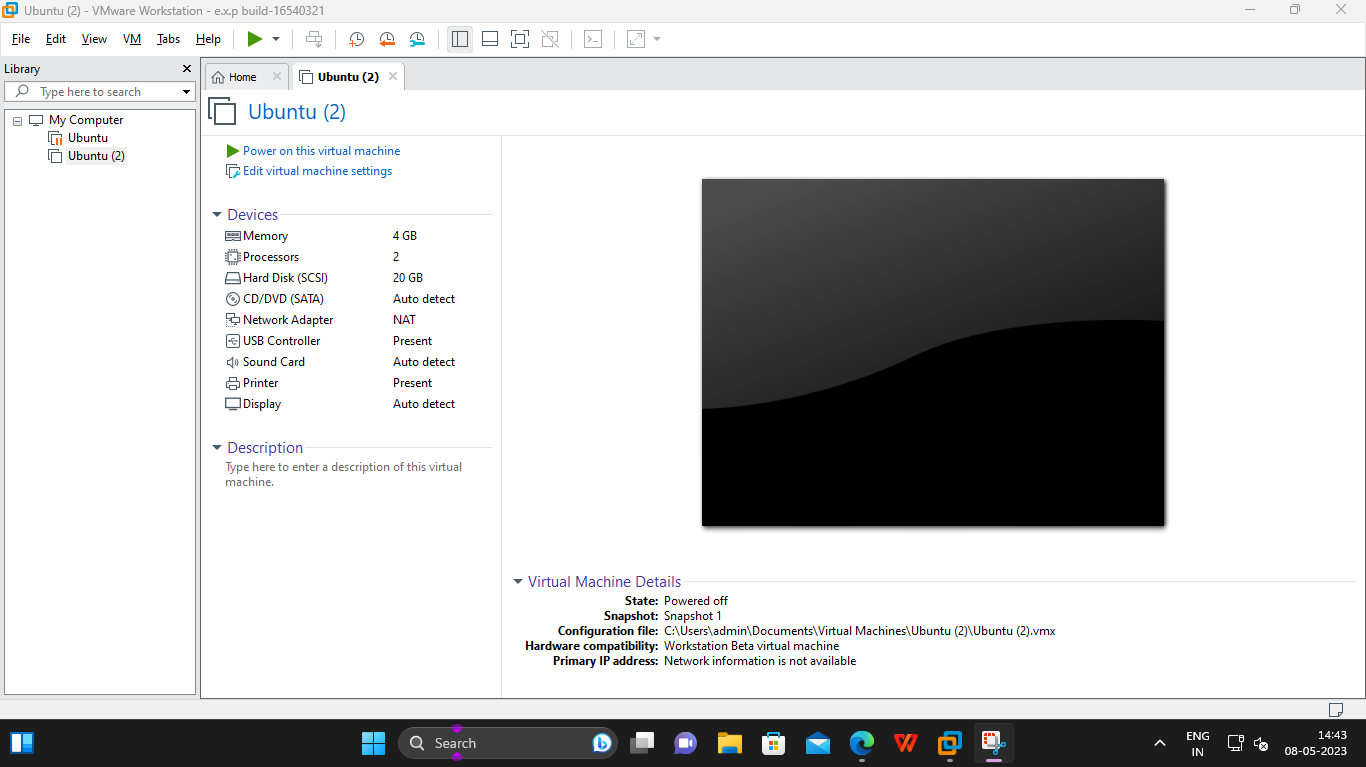 Ubuntu (2) - VMware Workstation - e.x.p build-16540321
File Edit View VM Tabs Help
Library
Home
Ubuntu (2)
Type here to search
Ubuntu (2)
My Computer
Ubuntu
Ubuntu (2)
Power on this virtual machine
Edit virtual machine settings
Devices
Memory 4 GB
Processors 2
Hard Disk (SCSI) 20 GB
CD/DVD (SATA) Auto detect
Network Adapter NAT
USB Controller Present
Sound Card Auto detect
Printer Present
Display Auto detect
Description
Type here to enter a description of this virtual
machine.
Virtual Machine Details
State: Powered off
Snapshot: Snapshot 1
Configuration file: C:\Users\admin\Documents\Virtual Machines\Ubuntu (2)\Ubuntu (2).vmx
Hardware compatibility: Workstation Beta virtual machine
Primary IP address: Network information is not available
Search
ENG
IN
14:43
08-05-2023